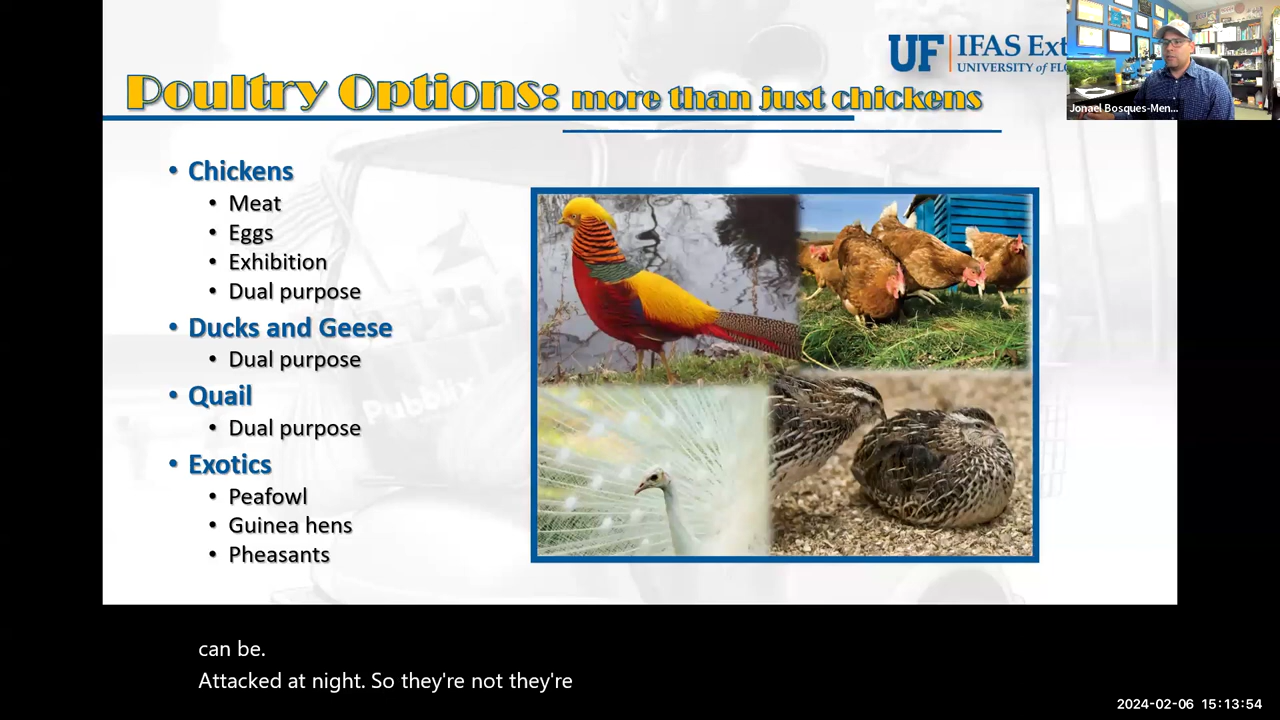 UF IFAS Ext
UNIVERSITY of FL
Poultry Options: more than just chickens
Jonael Bosques-Men...
• Chickens
• Meat
• Eggs
• Exhibition
• Dual purpose
• Ducks and Geese
• Dual purpose
• Quail
• Dual purpose
• Exotics
• Peafowl
• Guinea hens
• Pheasants
Pubblix
can be.
Attacked at night. So they're not they're
2024-02-06 15:13:54